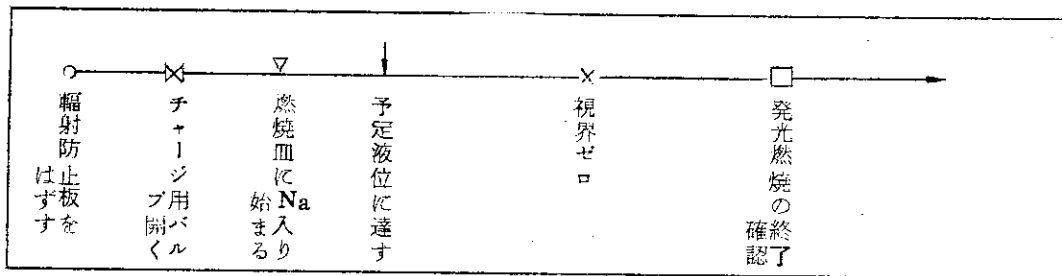 輻射防止板を
はずす
チャージ用バル
ブ開く
燃焼皿にNa入り
始まる
予定液位に達す
視界ゼロ
発光燃焼の終了
確認